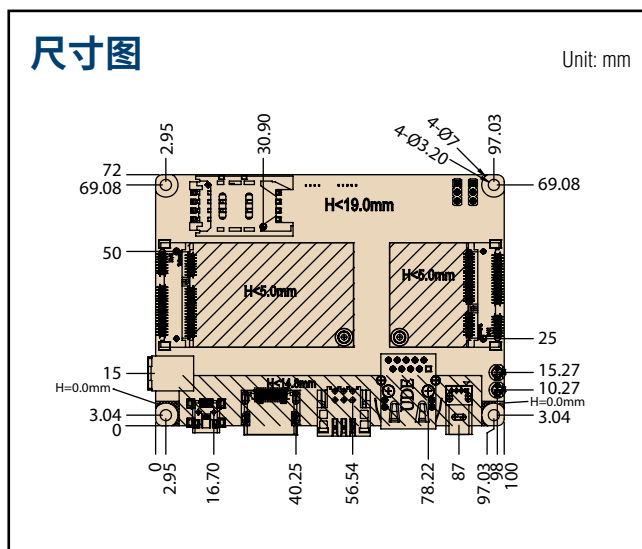 尺寸图
Unit: mm
2.95
30.90
4-Ø7
4-Ø3.20
97.03
72
69.08
69.08
H<19.0mm
50
H<5.0mm
H<5.0mm
25
15
H<14.0mm
15.27
H=0.0mm
10.27
H=0.0mm
3.04
3.04
0
UDE
0
2.95
16.70
40.25
56.54
78.22
87
97.03
98
100